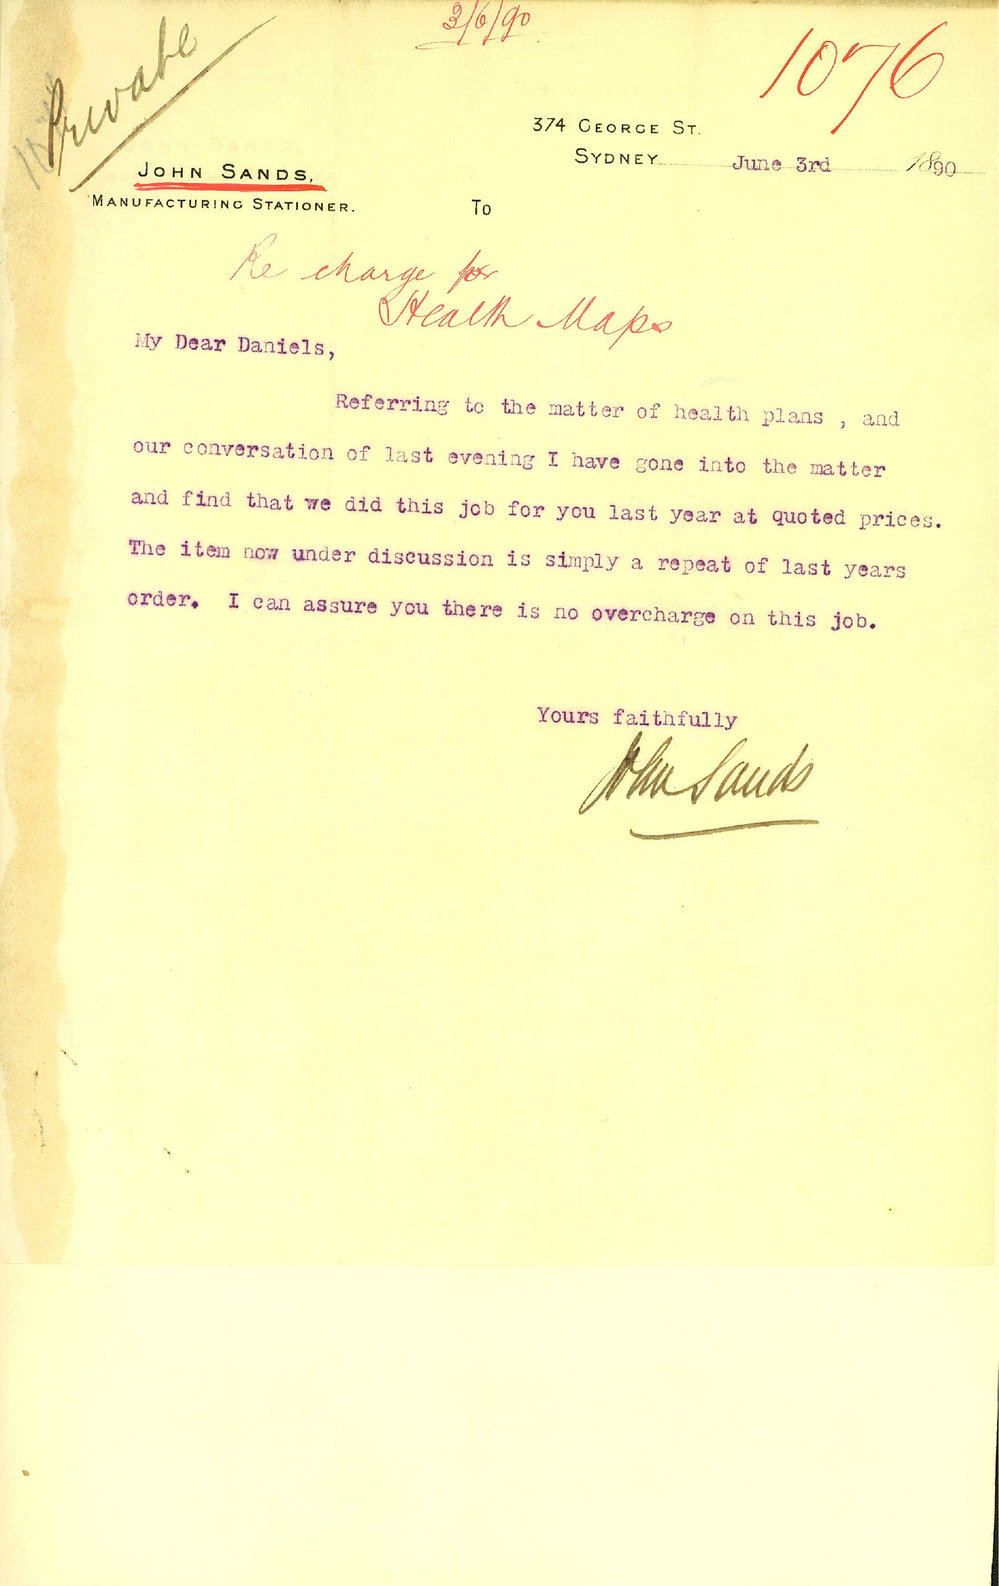 3/6/90
1076
Private
374 GEORGE ST.
SYDNEY June 3rd 1890
JOHN SANDS,
MANUFACTURING STATIONER.
To
Re charge for
Health Maps
My Dear Daniels,
Referring to the matter of health plans , and
our conversation of last evening I have gone into the matter
and find that we did this job for you last year at quoted prices.
The item now under discussion is simply a repeat of last years
order. I can assure you there is no overcharge on this job.
Yours faithfully
John Sands